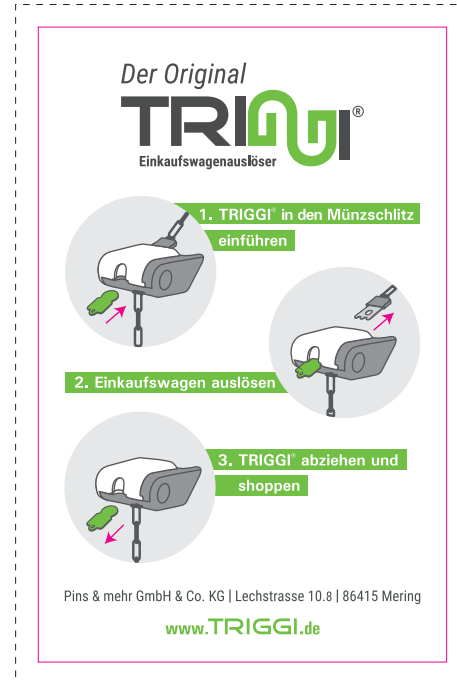 Der Original
TRIGGI®
Einkaufswagenauslöser
1. TRIGGI® in den Münzschlitz
einführen
2. Einkaufswagen auslösen
3. TRIGGI® abziehen und
shoppen
Pins & mehr GmbH & Co. KG | Lechstrasse 10.8 | 86415 Mering
www.TRIGGI.de